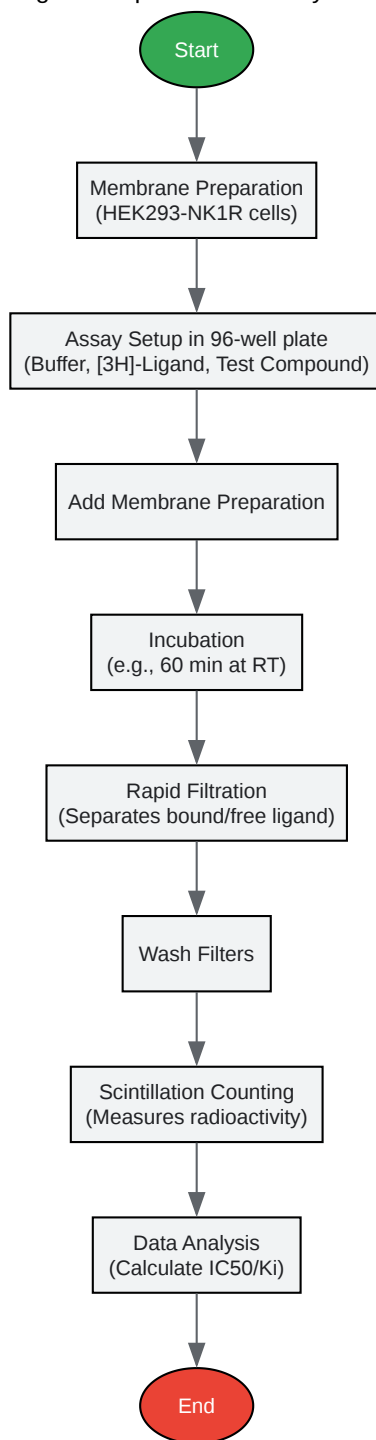 Start
Membrane Preparation
(HEK293-NK1R cells)
Assay Setup in 96-well plate
(Buffer, [3H]-Ligand, Test Compound)
Add Membrane Preparation
Incubation
(e.g., 60 min at RT)
Rapid Filtration
(Separates bound/free ligand)
Wash Filters
Scintillation Counting
(Measures radioactivity)
Data Analysis
(Calculate IC50/Ki)
End